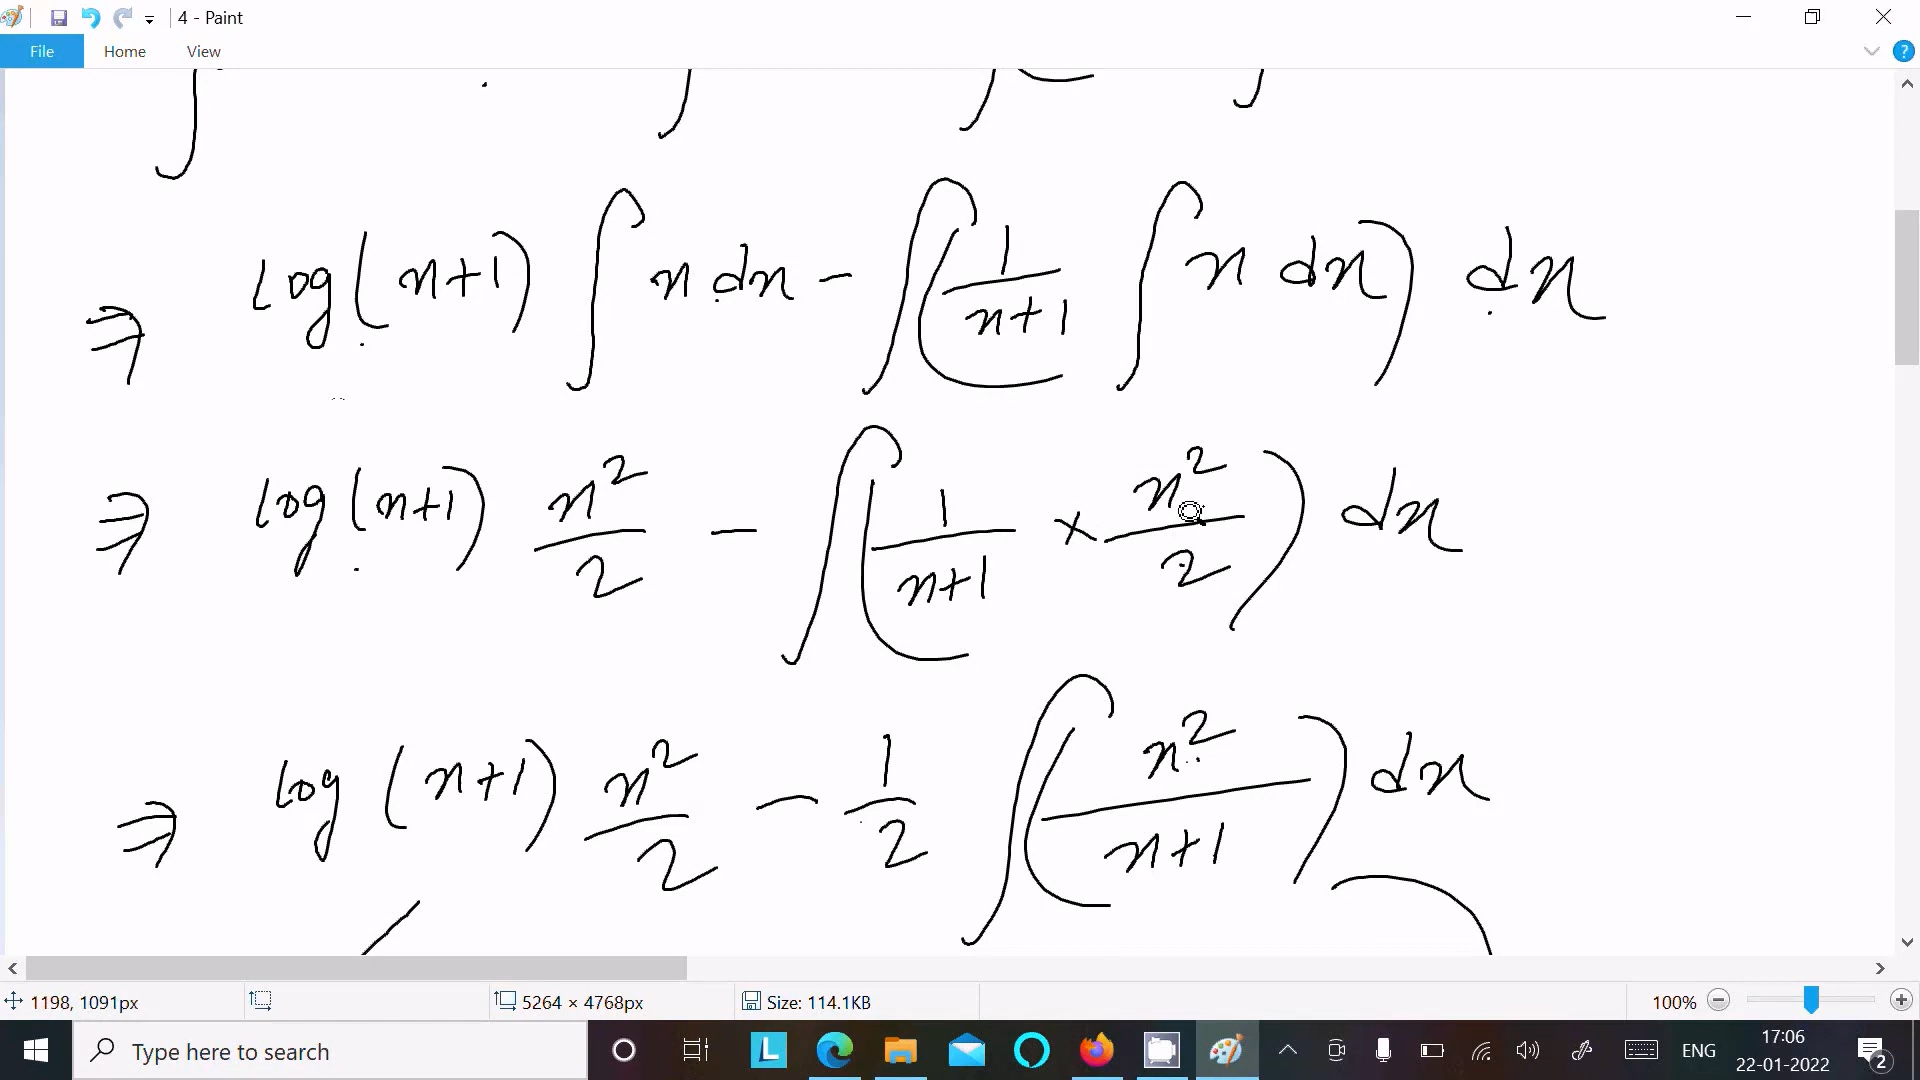 4 - Paint
File Home View
⇒ log(x+1) ∫ x dx - ∫(1/(x+1) ∫ x dx) dx
⇒ log(x+1) x²/2 - ∫(1/(x+1) × x²/2) dx
⇒ log(x+1) x²/2 - 1/2 ∫(x²/(x+1)) dx
1198, 1091px 5264 × 4768px Size: 114.1KB 100%
Type here to search L ENG 17:06
22-01-2022 2